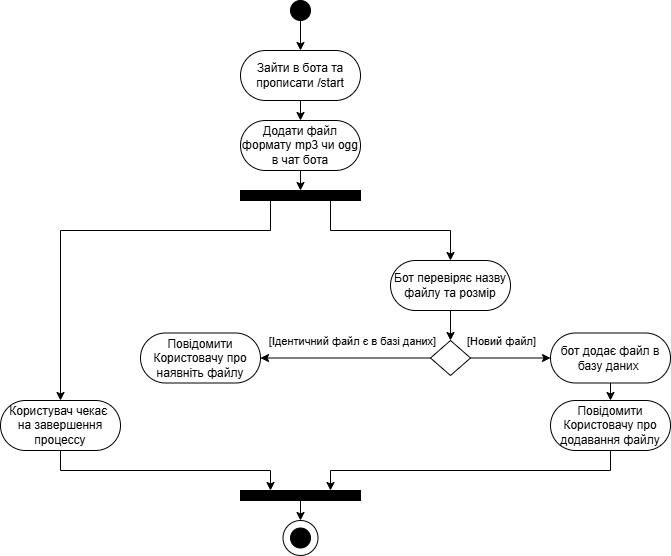 Зайти в бота та
прописати /start
Додати файл
формату mp3 чи ogg
в чат бота
Бот перевіряє назву
файлу та розмір
[Ідентичний файл є в базі даних]
[Новий файл]
Повідомити
Користовачу про
наявніть файлу
бот додає файл в
базу даних
Користувач чекає
на завершення
процессу
Повідомити
Користовачу про
додавання файлу